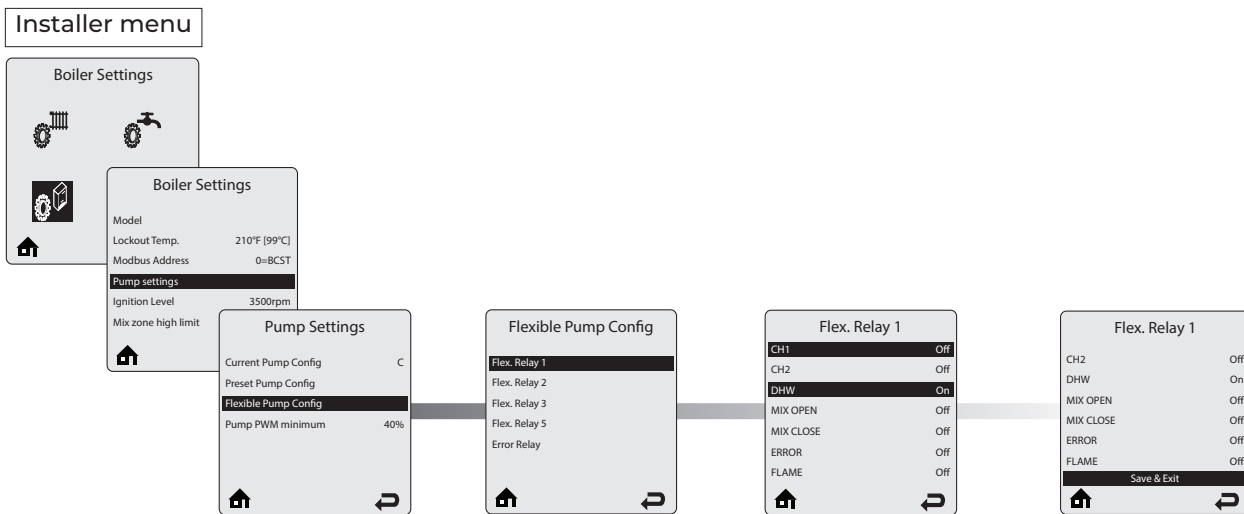 Installer menu
Boiler Settings
Boiler Settings
Model
Lockout Temp. 210°F [99°C]
Modbus Address 0=BCST
Pump settings
Ignition Level 3500rpm
Mix zone high limit
Pump Settings
Current Pump Config C
Preset Pump Config
Flexible Pump Config
Pump PWM minimum 40%
Flexible Pump Config
Flex. Relay 1
Flex. Relay 2
Flex. Relay 3
Flex. Relay 5
Error Relay
Flex. Relay 1
CH1 Off
CH2 Off
DHW On
MIX OPEN Off
MIX CLOSE Off
ERROR Off
FLAME Off
Flex. Relay 1
CH2 Off
DHW On
MIX OPEN Off
MIX CLOSE Off
ERROR Off
FLAME Off
Save & Exit